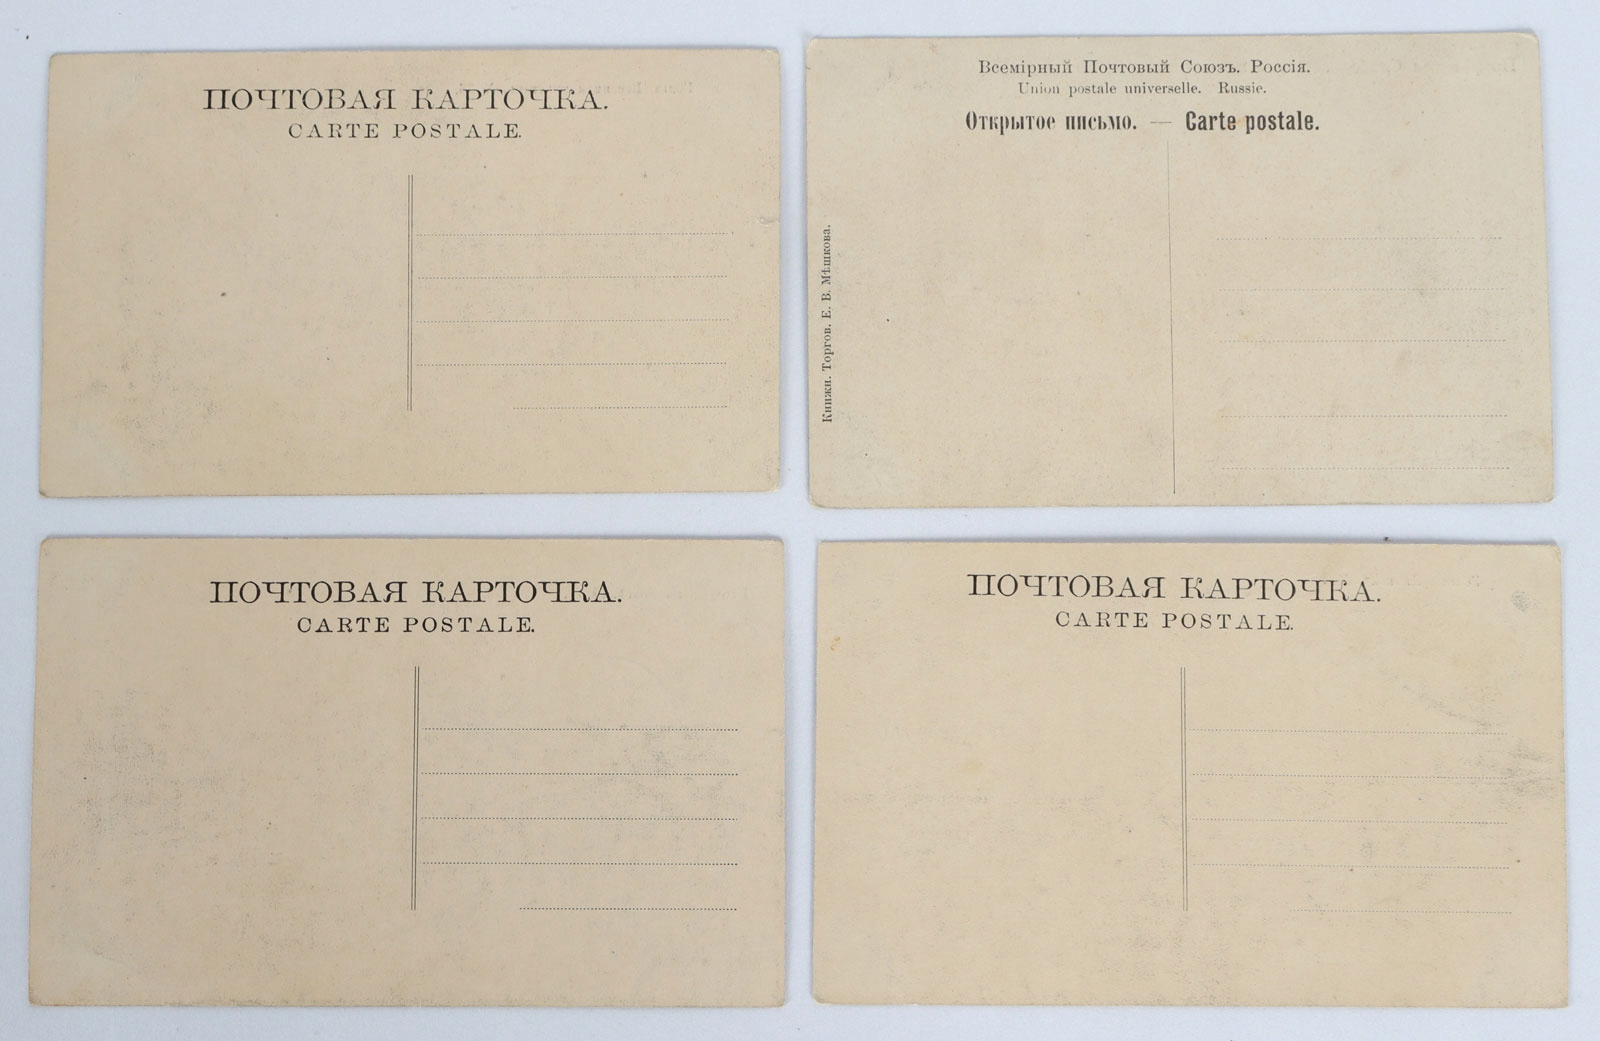 ПОЧТОВАЯ КАРТОЧКА.
CARTE POSTALE.
Всемірный Почтовый Союзъ. Россія.
Union postale universelle. Russie.
Открытое письмо. — Carte postale.
Книжн. Торгов. Е. В. Мѣшкова.
ПОЧТОВАЯ КАРТОЧКА.
CARTE POSTALE.
ПОЧТОВАЯ КАРТОЧКА.
CARTE POSTALE.